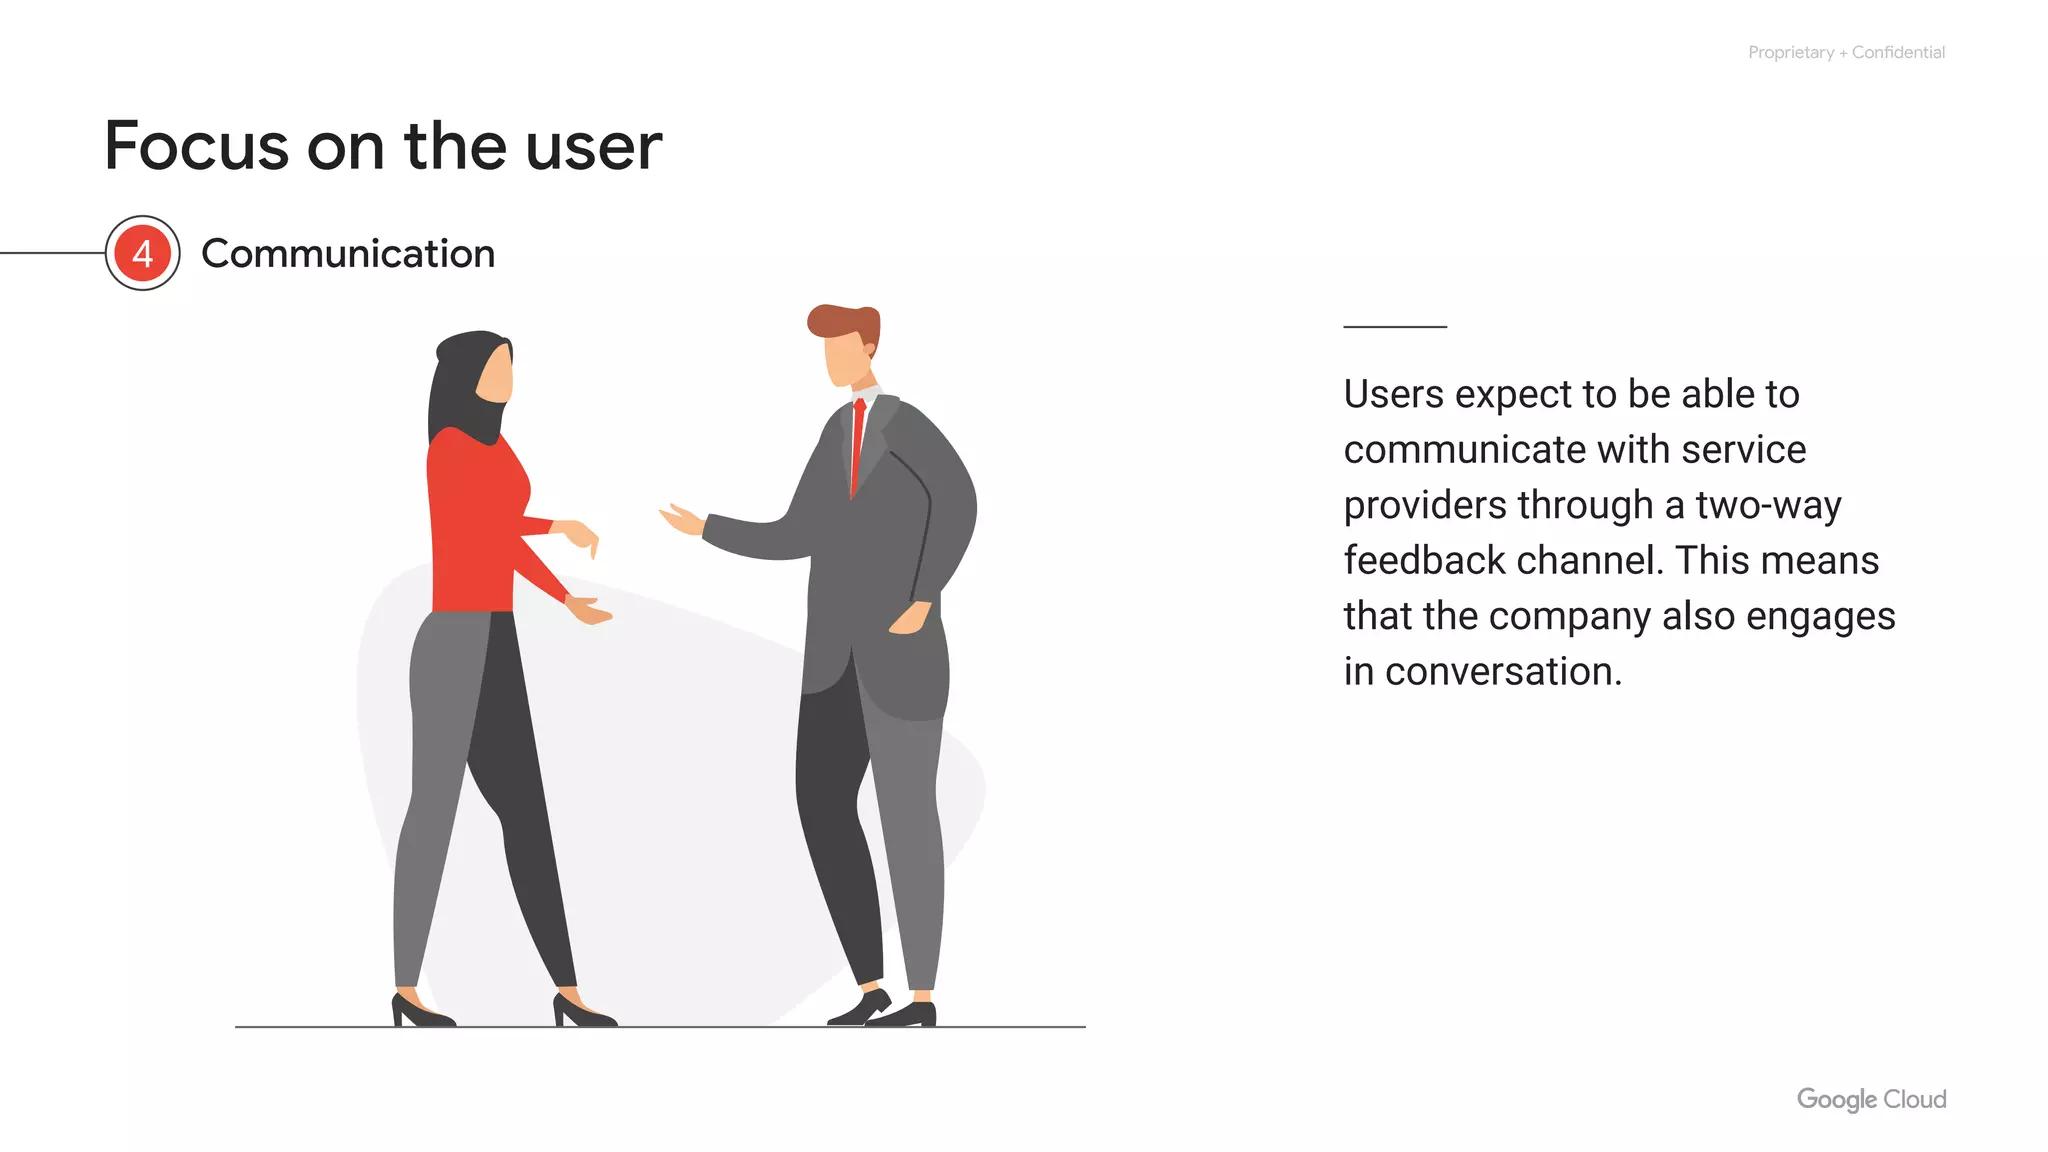 Proprietary + Confidential
Focus on the user
4 Communication
Users expect to be able to
communicate with service
providers through a two-way
feedback channel. This means
that the company also engages
in conversation.
Google Cloud